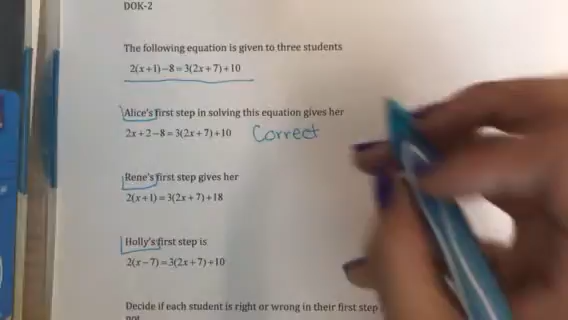 DOK-2
The following equation is given to three students
2(x+1)−8=3(2x+7)+10
Alice's first step in solving this equation gives her
2x+2−8=3(2x+7)+10 Correct
Rene's first step gives her
2(x+1)=3(2x+7)+18
Holly's first step is
2(x−7)=3(2x+7)+10
Decide if each student is right or wrong in their first step
not